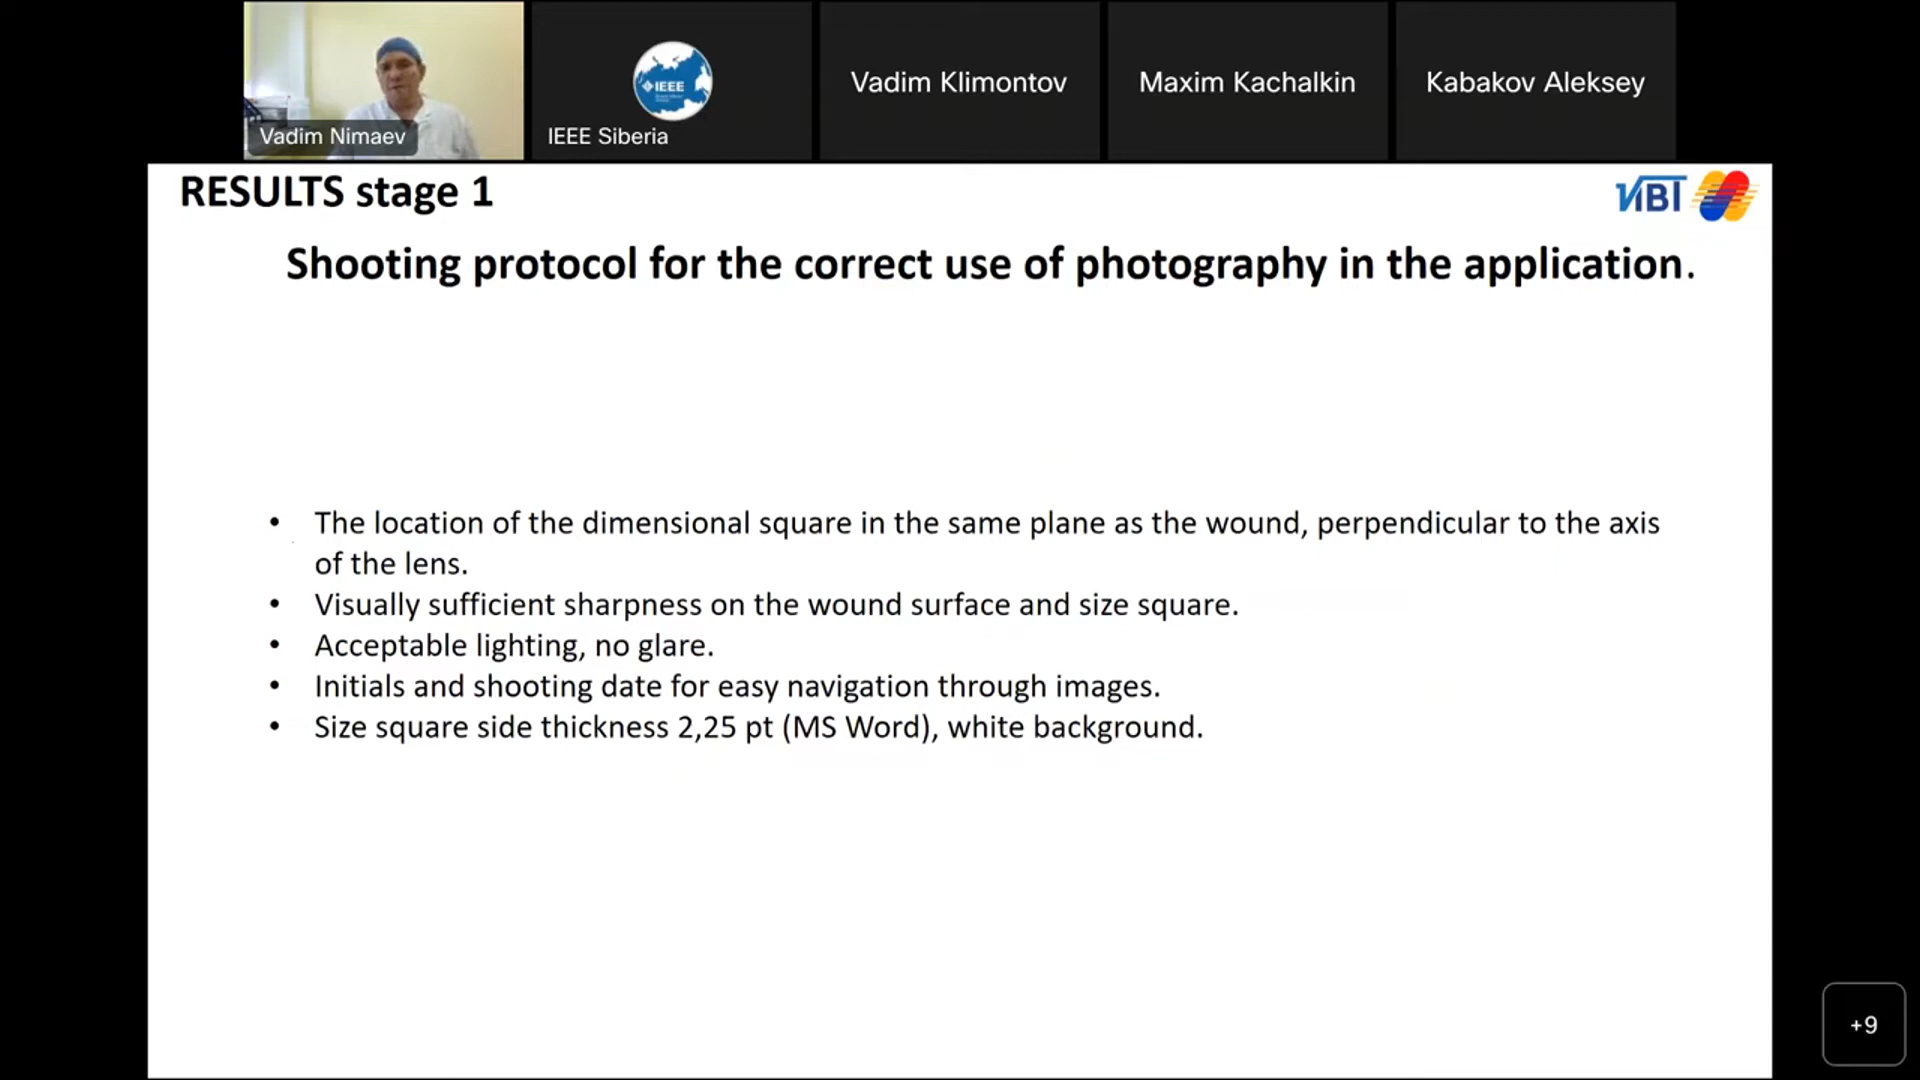 Vadim Nimaev
IEEE
IEEE Siberia
Vadim Klimontov
Maxim Kachalkin
Kabakov Aleksey
RESULTS stage 1
Shooting protocol for the correct use of photography in the application.
• The location of the dimensional square in the same plane as the wound, perpendicular to the axis
of the lens.
• Visually sufficient sharpness on the wound surface and size square.
• Acceptable lighting, no glare.
• Initials and shooting date for easy navigation through images.
• Size square side thickness 2,25 pt (MS Word), white background.
+9